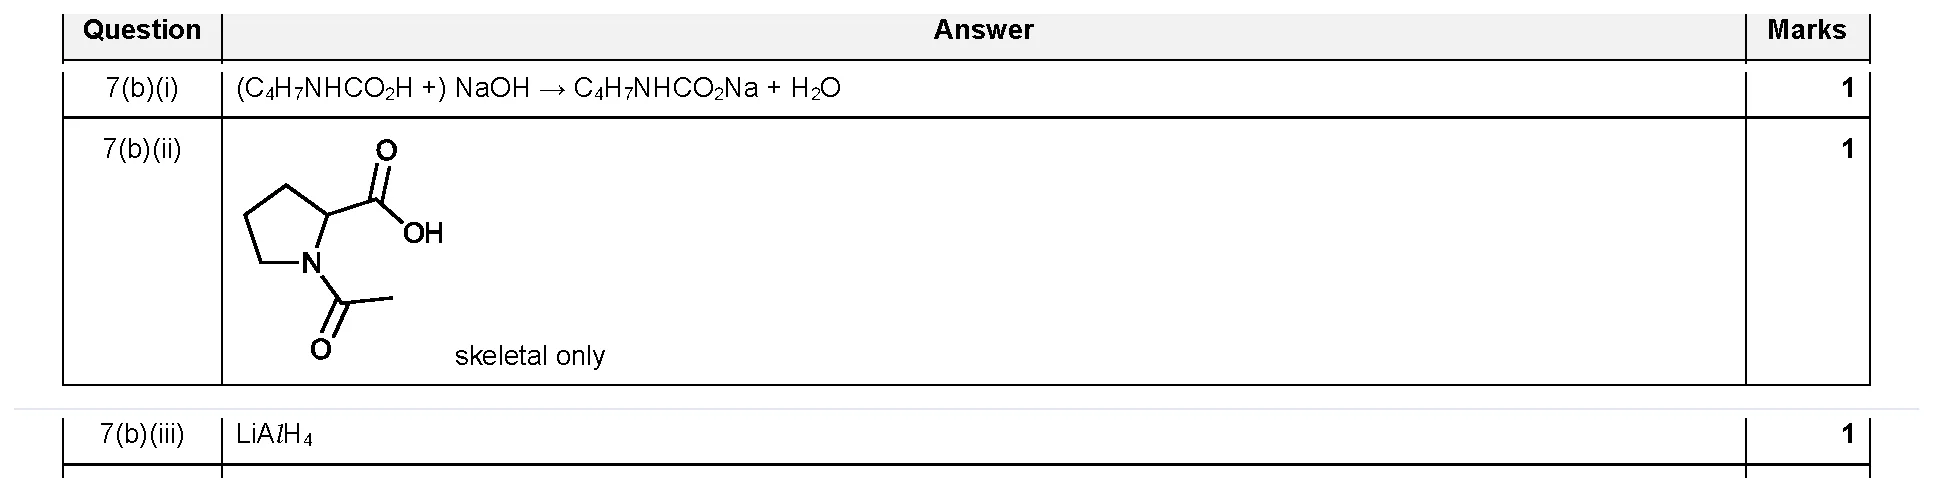 Question Answer Marks
7(b)(i) (C₄H₇NHCO₂H +) NaOH → C₄H₇NHCO₂Na + H₂O 1
7(b)(ii) 1
O
OH
N
O
skeletal only
7(b)(iii) LiAlH₄ 1